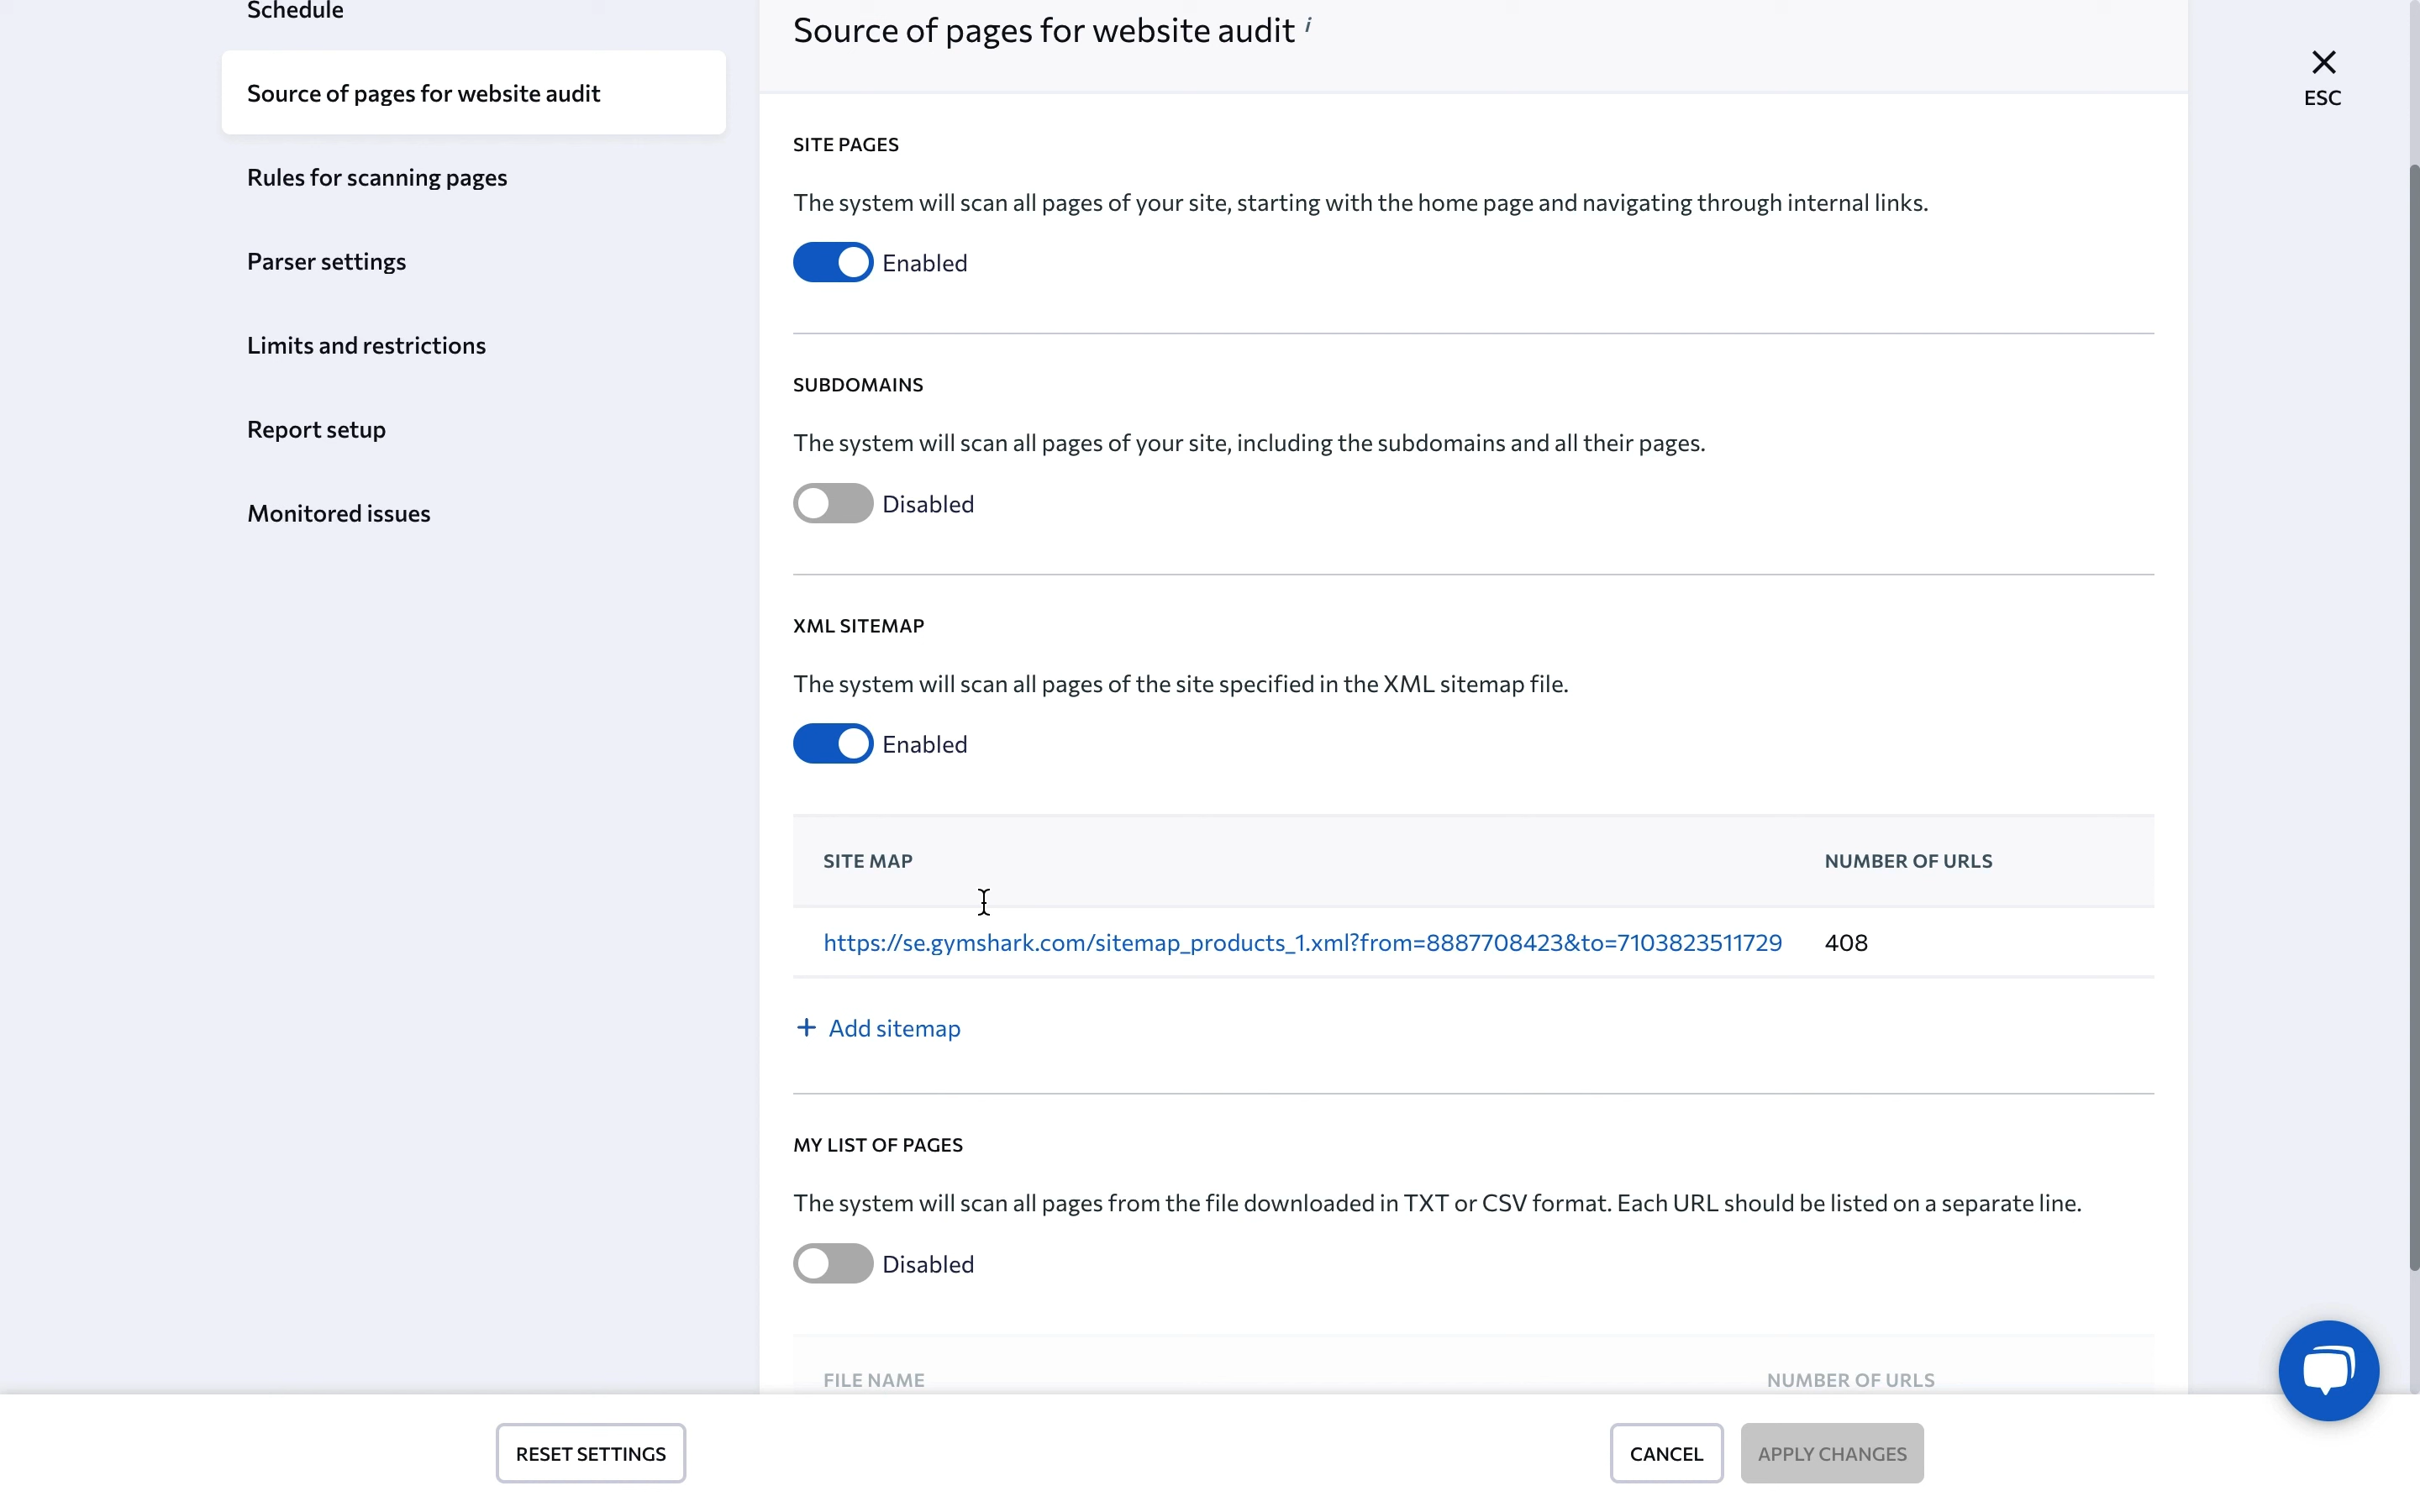 Schedule
Source of pages for website audit
Rules for scanning pages
Parser settings
Limits and restrictions
Report setup
Monitored issues
Source of pages for website audit i
ESC
SITE PAGES
The system will scan all pages of your site, starting with the home page and navigating through internal links.
Enabled
SUBDOMAINS
The system will scan all pages of your site, including the subdomains and all their pages.
Disabled
XML SITEMAP
The system will scan all pages of the site specified in the XML sitemap file.
Enabled
SITE MAP NUMBER OF URLS
https://se.gymshark.com/sitemap_products_1.xml?from=8887708423&to=7103823511729 408
+ Add sitemap
MY LIST OF PAGES
The system will scan all pages from the file downloaded in TXT or CSV format. Each URL should be listed on a separate line.
Disabled
FILE NAME NUMBER OF URLS
RESET SETTINGS CANCEL APPLY CHANGES